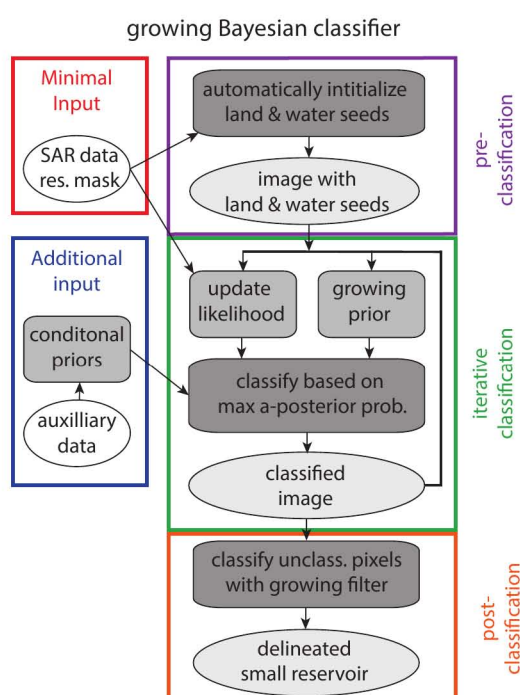 growing Bayesian classifier
Minimal
Input
SAR data
res. mask
automatically intitialize
land & water seeds
image with
land & water seeds
pre-
classification
Additional
input
conditonal
priors
auxilliary
data
update
likelihood
growing
prior
classify based on
max a-posterior prob.
classified
image
iterative
classification
classify unclass. pixels
with growing filter
delineated
small reservoir
post-
classification